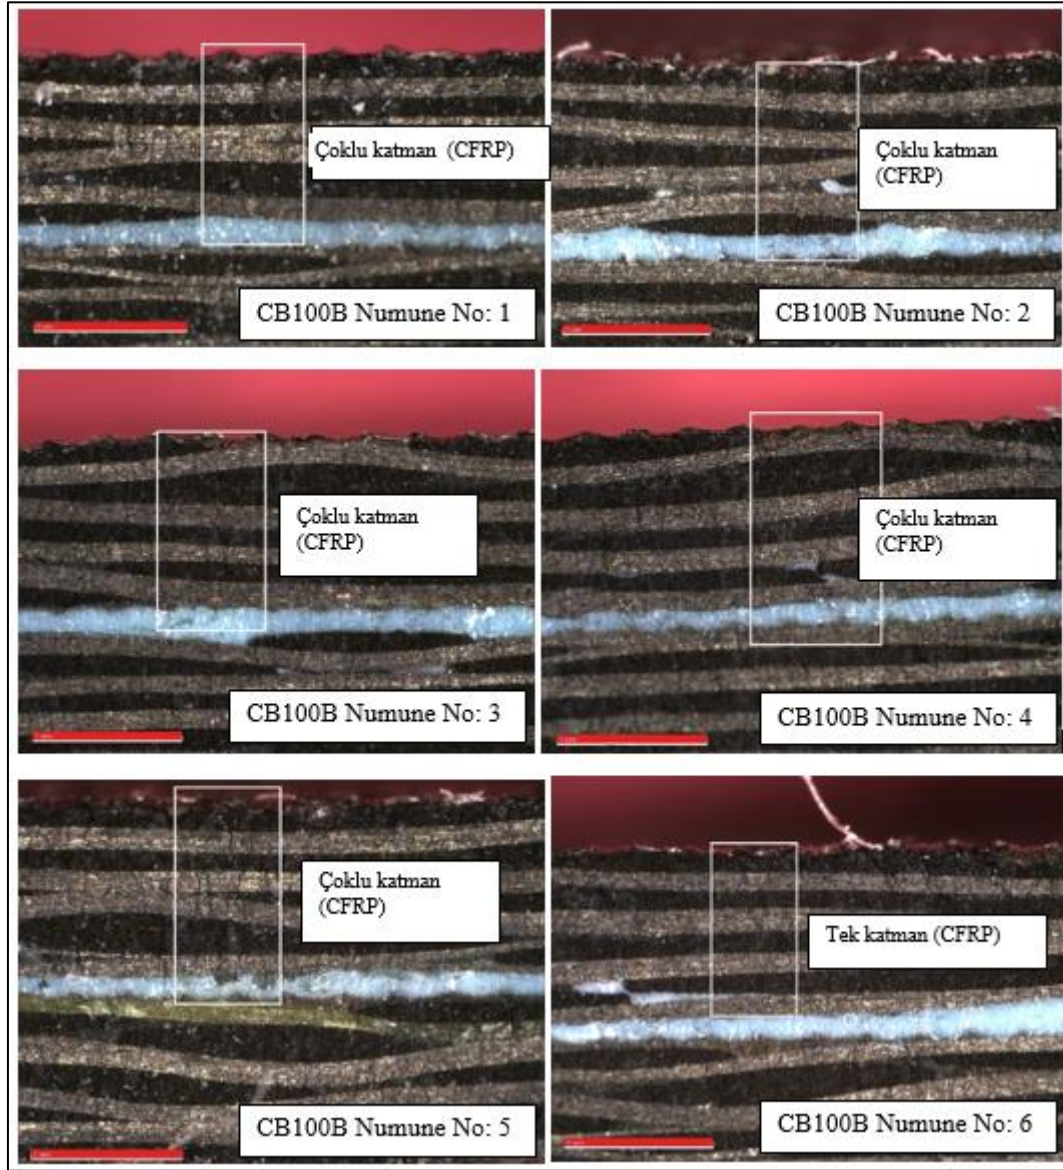 Çoklu katman (CFRP)
CB100B Numune No: 1
Çoklu katman
(CFRP)
CB100B Numune No: 2
Çoklu katman
(CFRP)
CB100B Numune No: 3
Çoklu katman
(CFRP)
CB100B Numune No: 4
Çoklu katman
(CFRP)
CB100B Numune No: 5
Tek katman (CFRP)
CB100B Numune No: 6